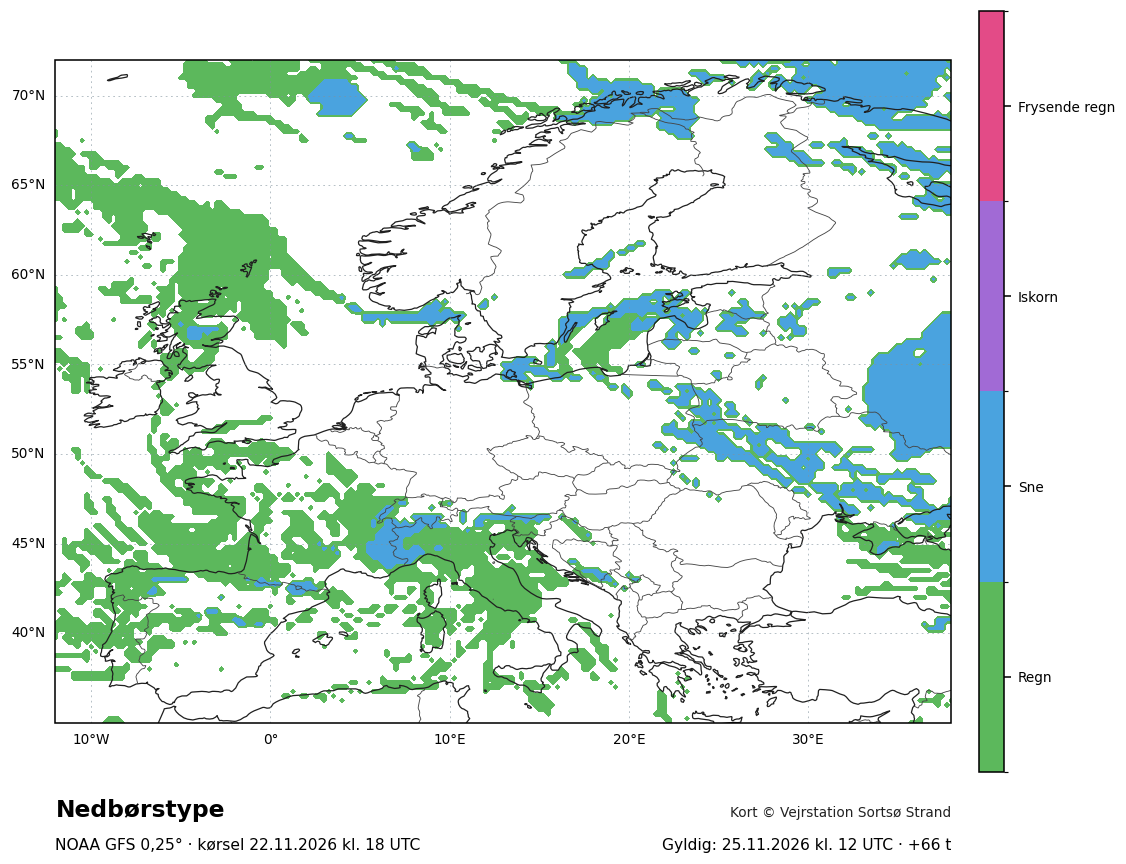 70°N
65°N
60°N
55°N
50°N
45°N
40°N
10°W
0°
10°E
20°E
30°E
Frysende regn
Iskorn
Sne
Regn
Nedbørstype
Kort © Vejrstation Sortsø Strand
NOAA GFS 0,25° · kørsel 22.11.2026 kl. 18 UTC
Gyldig: 25.11.2026 kl. 12 UTC · +66 t